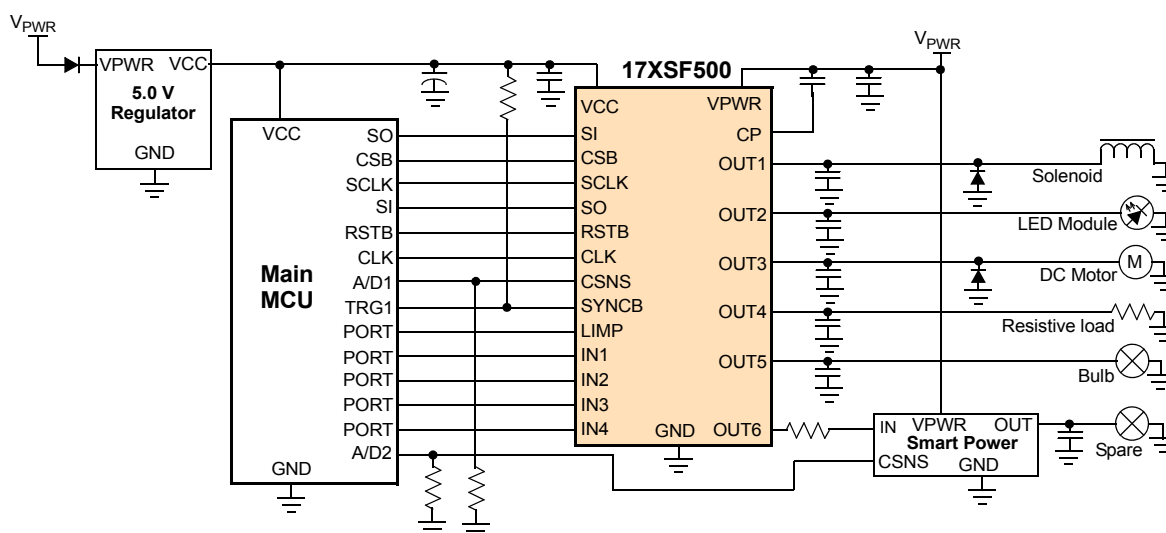 VPWR
VPWR VCC
5.0 V
Regulator
GND
VCC
SO
CSB
SCLK
SI
RSTB
CLK
A/D1
TRG1
PORT
PORT
PORT
PORT
PORT
A/D2
Main
MCU
GND
17XSF500
VCC
SI
CSB
SCLK
SO
RSTB
CLK
CSNS
SYNCB
LIMP
IN1
IN2
IN3
IN4
GND
VPWR
CP
OUT1
OUT2
OUT3
OUT4
OUT5
OUT6
VPWR
Solenoid
LED Module
M
DC Motor
Resistive load
Bulb
IN VPWR OUT
Smart Power
CSNS GND
Spare